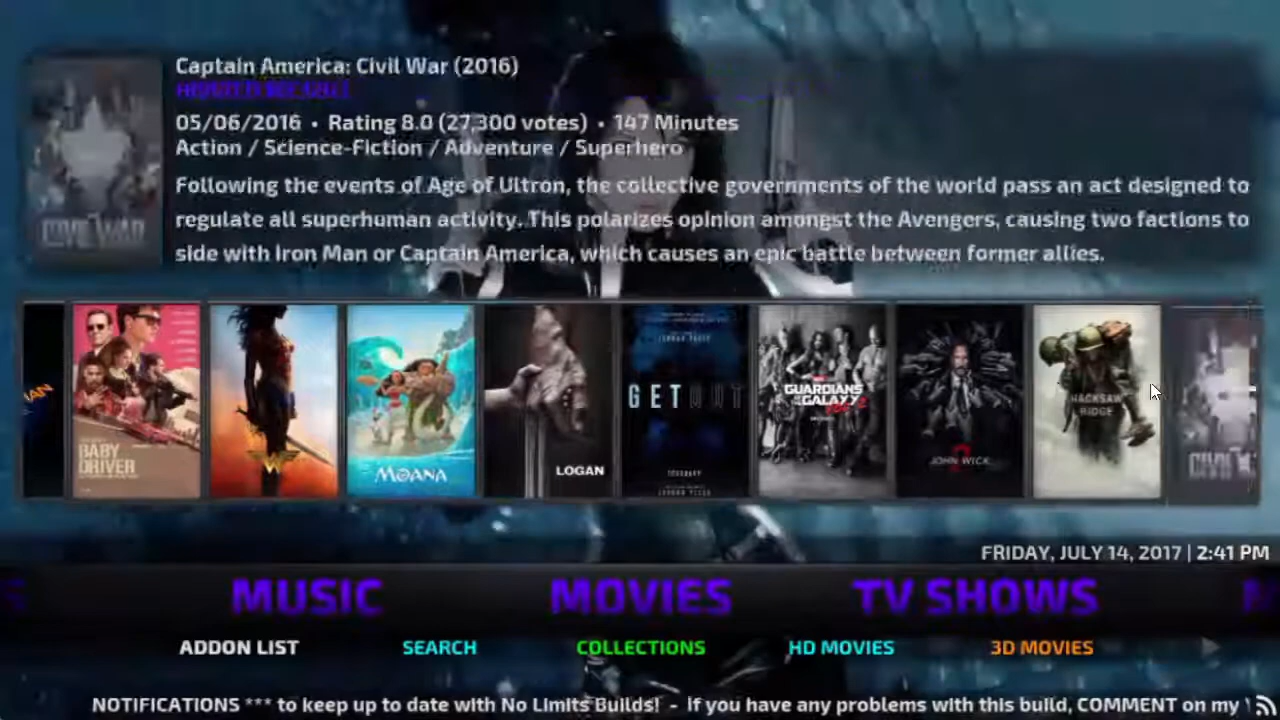 Captain America: Civil War (2016)
05/06/2016 • Rating 8.0 (27,300 votes) • 147 Minutes
Action / Science-Fiction / Adventure / Superhero
Following the events of Age of Ultron, the collective governments of the world pass an act designed to
regulate all superhuman activity. This polarizes opinion amongst the Avengers, causing two factions to
side with Iron Man or Captain America, which causes an epic battle between former allies.
CIVIL WAR
BABY
DRIVER
MOANA
LOGAN
GET OUT
GUARDIANS
OF THE
GALAXY
JOHN WICK
HACKSAW
RIDGE
FRIDAY, JULY 14, 2017 | 2:41 PM
MUSIC MOVIES TV SHOWS
ADDON LIST SEARCH COLLECTIONS HD MOVIES 3D MOVIES
NOTIFICATIONS *** to keep up to date with No Limits Builds! - If you have any problems with this build, COMMENT on my